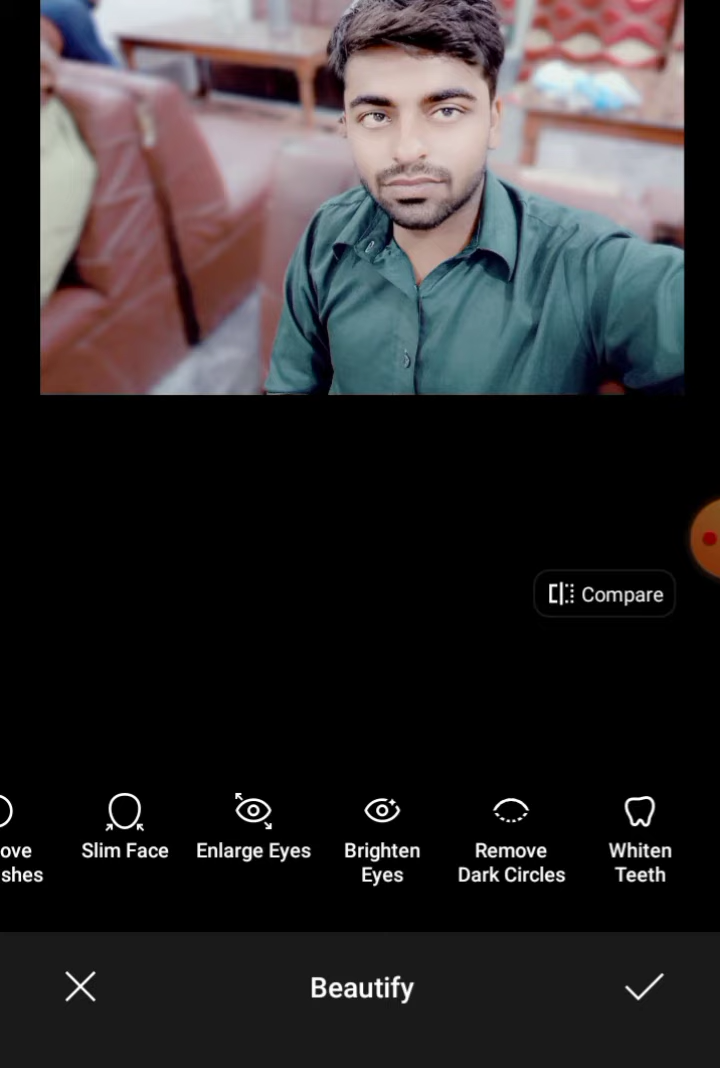 Compare
ove
shes
Slim Face
Enlarge Eyes
Brighten
Eyes
Remove
Dark Circles
Whiten
Teeth
Beautify